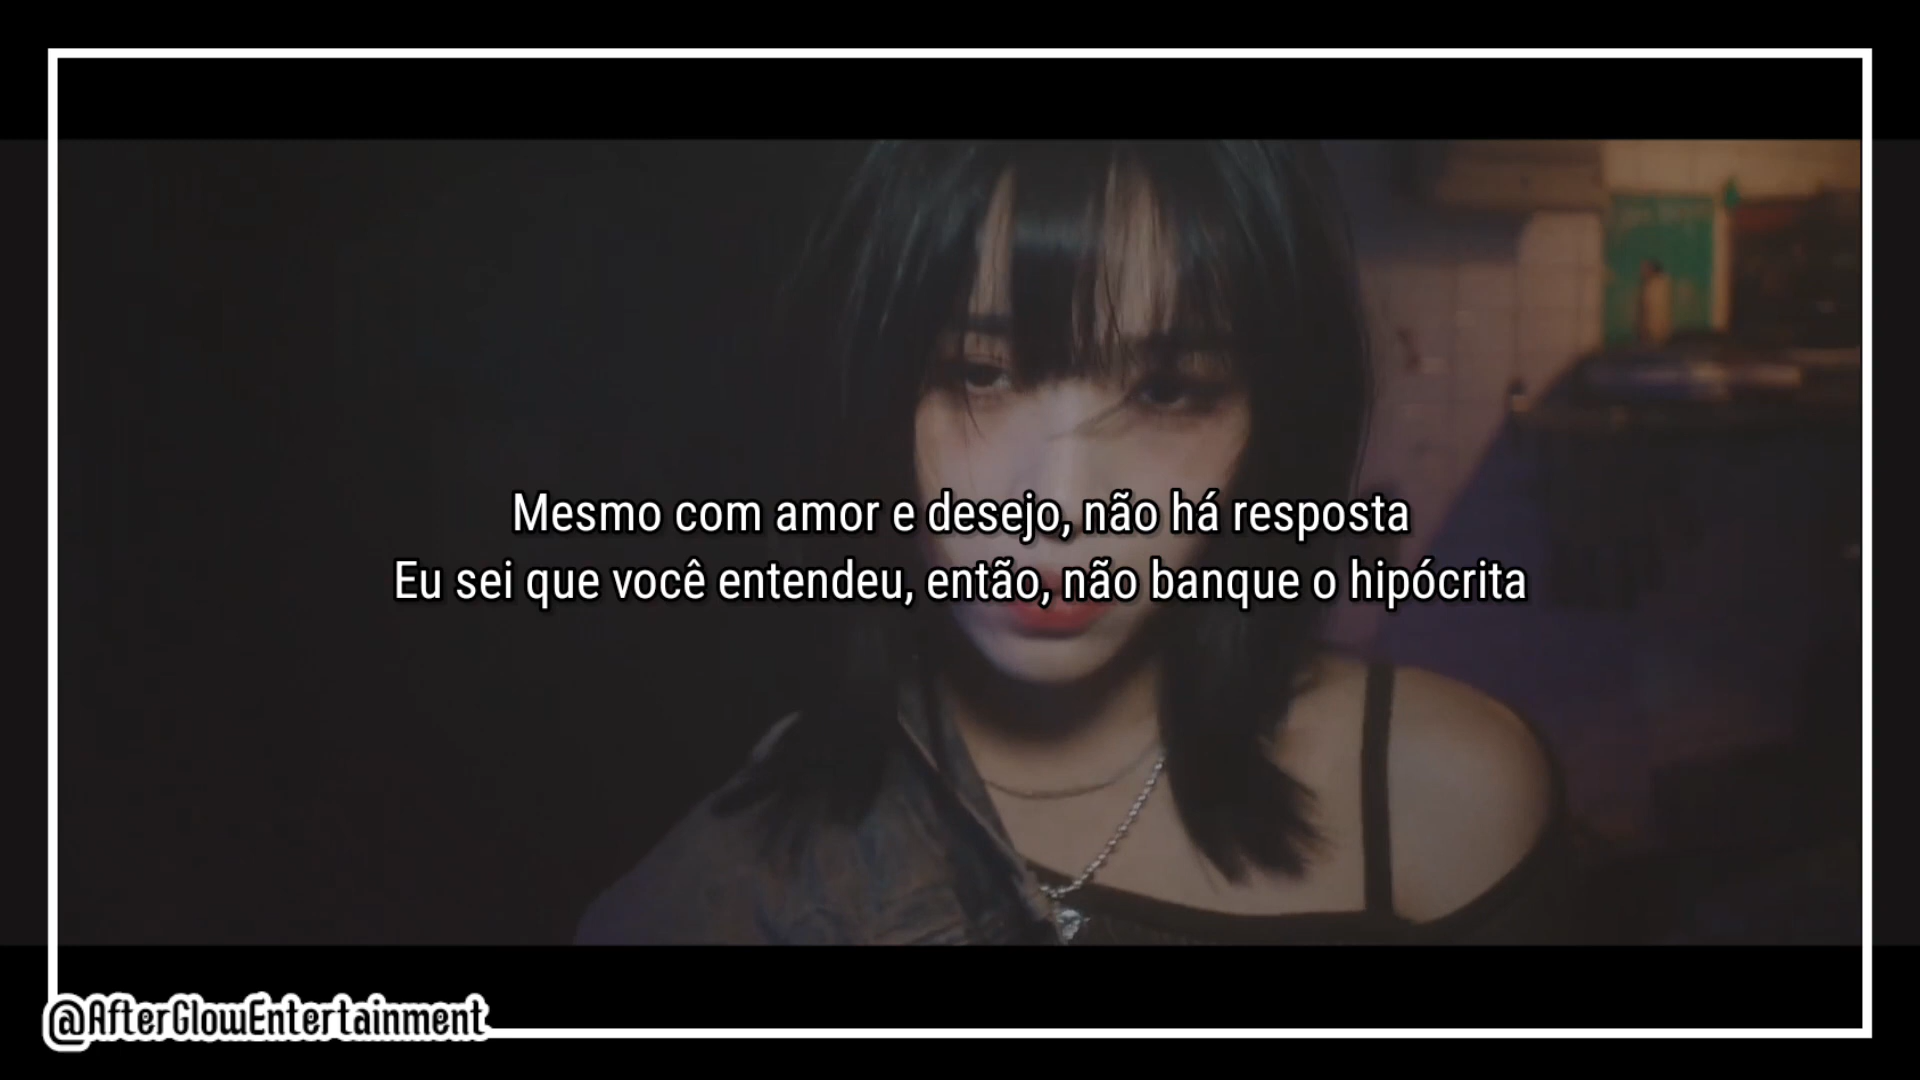 Mesmo com amor e desejo, não há resposta
Eu sei que você entendeu, então, não banque o hipócrita
@AfterGlowEntertainment